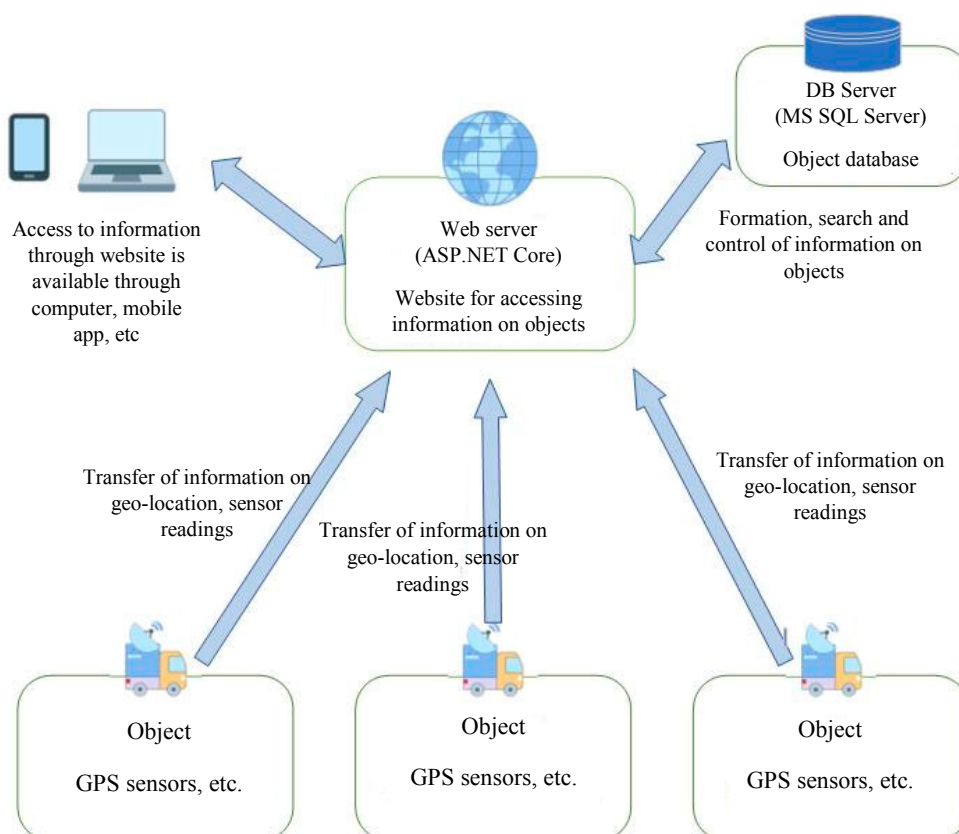 DB Server
(MS SQL Server)
Object database
Web server
(ASP.NET Core)
Website for accessing
information on objects
Access to information
through website is
available through
computer, mobile
app, etc
Formation, search and
control of information on
objects
Transfer of information on
geo-location, sensor
readings
Transfer of information on
geo-location, sensor
readings
Transfer of information on
geo-location, sensor
readings
Object
GPS sensors, etc.
Object
GPS sensors, etc.
Object
GPS sensors, etc.